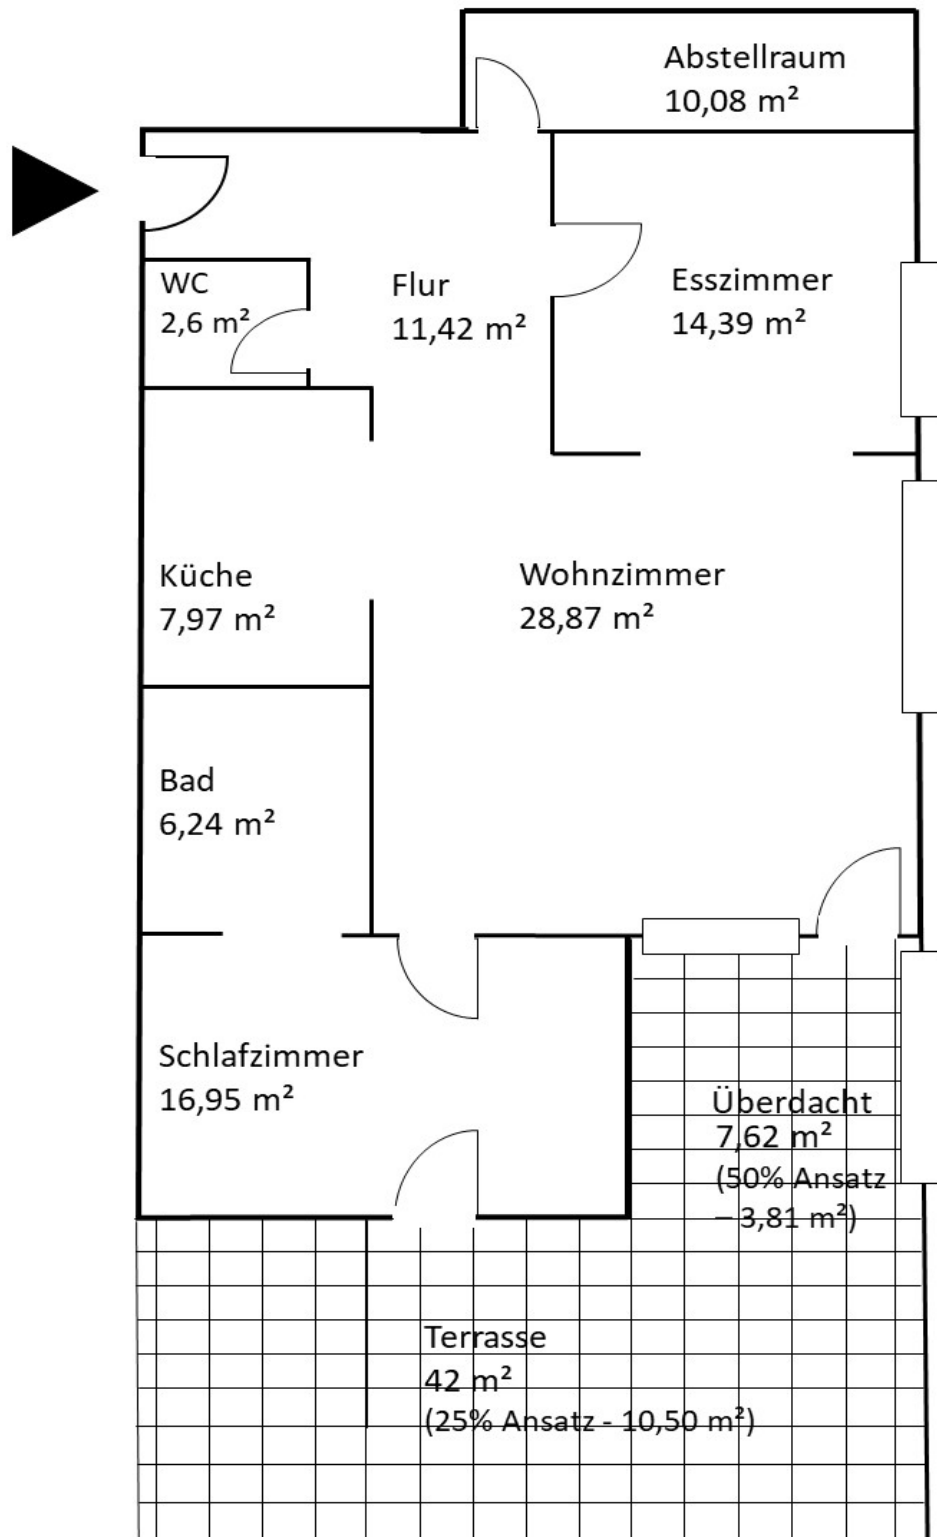 Abstellraum
10,08 m²
WC
2,6 m²
Flur
11,42 m²
Esszimmer
14,39 m²
Küche
7,97 m²
Wohnzimmer
28,87 m²
Bad
6,24 m²
Schlafzimmer
16,95 m²
Überdacht
7,62 m²
(50% Ansatz
– 3,81 m²)
Terrasse
42 m²
(25% Ansatz - 10,50 m²)